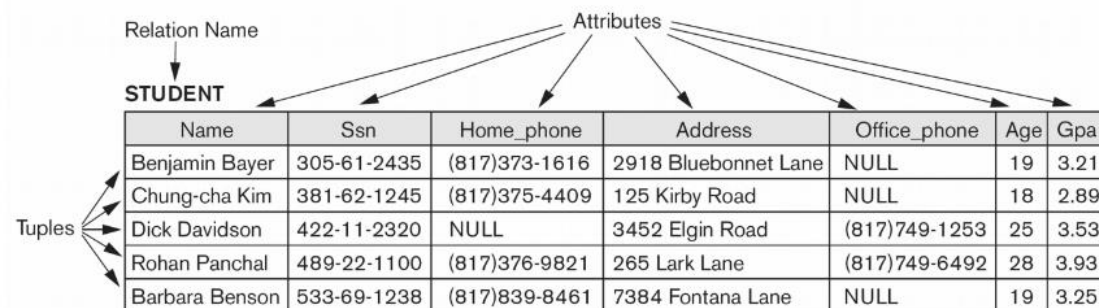 Attributes
Relation Name
STUDENT
Name Ssn Home_phone Address Office_phone Age Gpa
Benjamin Bayer 305-61-2435 (817)373-1616 2918 Bluebonnet Lane NULL 19 3.21
Chung-cha Kim 381-62-1245 (817)375-4409 125 Kirby Road NULL 18 2.89
Tuples Dick Davidson 422-11-2320 NULL 3452 Elgin Road (817)749-1253 25 3.53
Rohan Panchal 489-22-1100 (817)376-9821 265 Lark Lane (817)749-6492 28 3.93
Barbara Benson 533-69-1238 (817)839-8461 7384 Fontana Lane NULL 19 3.25